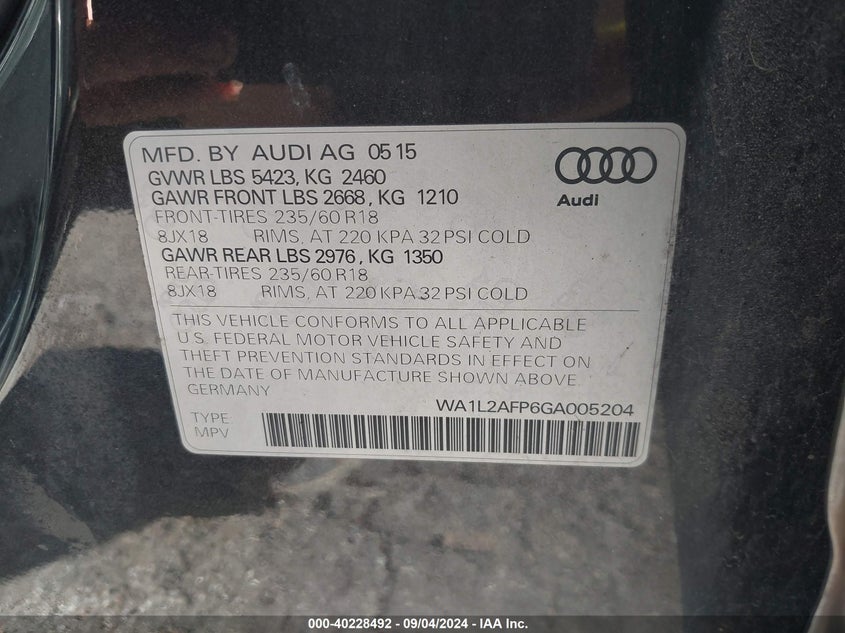 MFD. BY AUDI AG 05 15
GVWR LBS 5423, KG 2460
GAWR FRONT LBS 2668, KG 1210
FRONT-TIRES 235/60 R18
8JX18 RIMS, AT 220 KPA 32 PSI COLD
GAWR REAR LBS 2976, KG 1350
REAR-TIRES 235/60 R18
8JX18 RIMS, AT 220 KPA 32 PSI COLD
Audi
THIS VEHICLE CONFORMS TO ALL APPLICABLE
U.S. FEDERAL MOTOR VEHICLE SAFETY AND
THEFT PREVENTION STANDARDS IN EFFECT ON
THE DATE OF MANUFACTURE SHOWN ABOVE.
GERMANY
WA1L2AFP6GA005204
TYPE
MPV
000-40228492 - 09/04/2024 - IAA Inc.